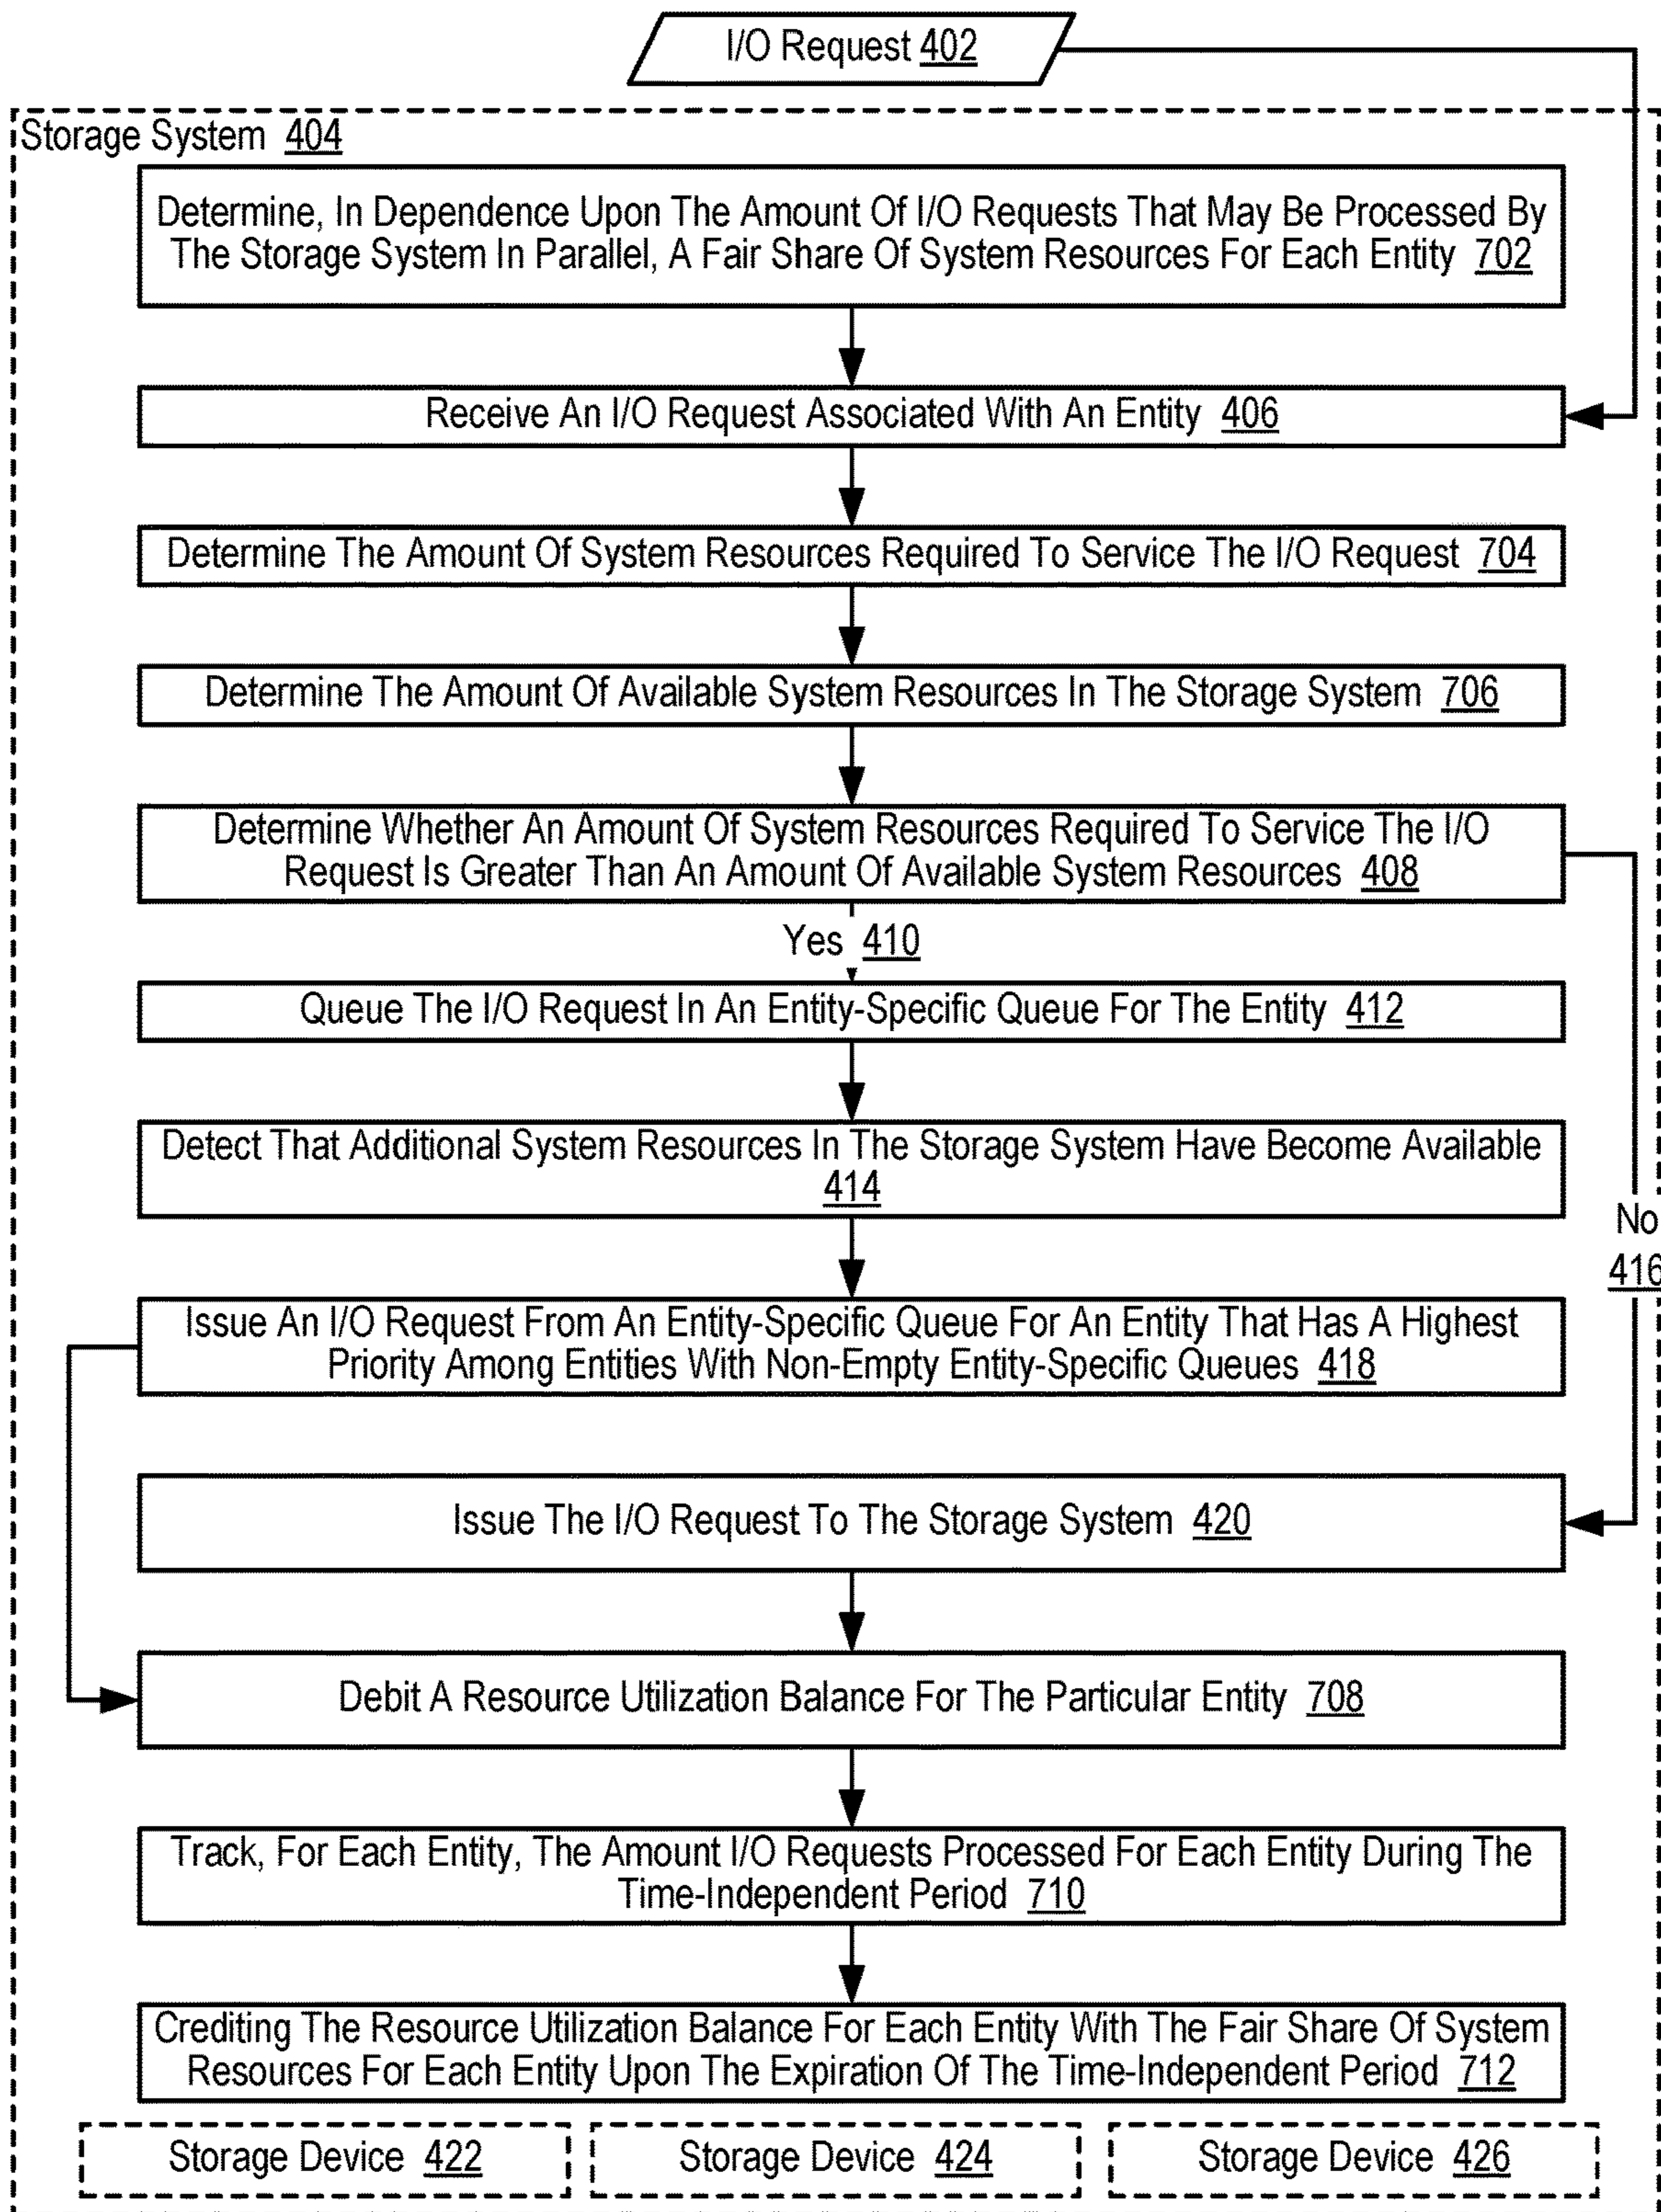 I/O Request 402
Storage System 404
Determine, In Dependence Upon The Amount Of I/O Requests That May Be Processed By
The Storage System In Parallel, A Fair Share Of System Resources For Each Entity 702
Receive An I/O Request Associated With An Entity 406
Determine The Amount Of System Resources Required To Service The I/O Request 704
Determine The Amount Of Available System Resources In The Storage System 706
Determine Whether An Amount Of System Resources Required To Service The I/O
Request Is Greater Than An Amount Of Available System Resources 408
Yes 410
Queue The I/O Request In An Entity-Specific Queue For The Entity 412
Detect That Additional System Resources In The Storage System Have Become Available
414
No
416
Issue An I/O Request From An Entity-Specific Queue For An Entity That Has A Highest
Priority Among Entities With Non-Empty Entity-Specific Queues 418
Issue The I/O Request To The Storage System 420
Debit A Resource Utilization Balance For The Particular Entity 708
Track, For Each Entity, The Amount I/O Requests Processed For Each Entity During The
Time-Independent Period 710
Crediting The Resource Utilization Balance For Each Entity With The Fair Share Of System
Resources For Each Entity Upon The Expiration Of The Time-Independent Period 712
Storage Device 422
Storage Device 424
Storage Device 426